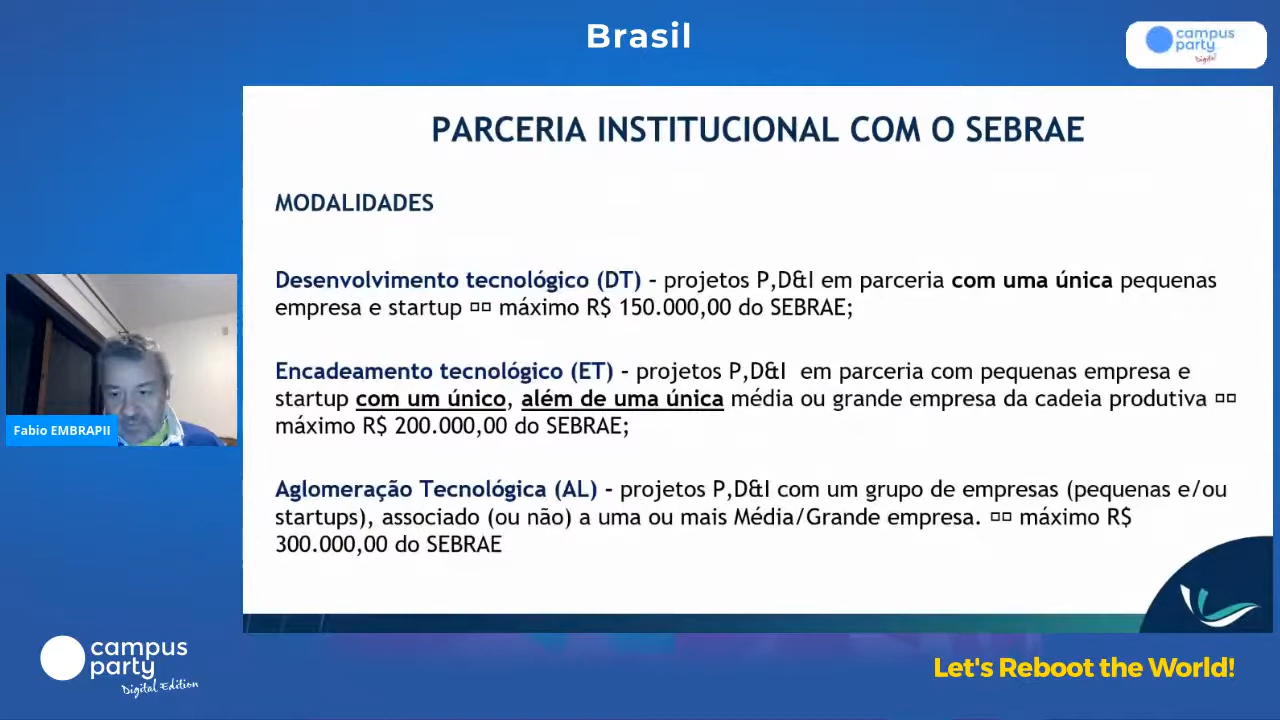 Brasil
campus
party
Digital
PARCERIA INSTITUCIONAL COM O SEBRAE
MODALIDADES
Desenvolvimento tecnológico (DT) – projetos P,D&I em parceria com uma única pequenas
empresa e startup máximo R$ 150.000,00 do SEBRAE;
Encadeamento tecnológico (ET) – projetos P,D&I em parceria com pequenas empresa e
startup com um único, além de uma única média ou grande empresa da cadeia produtiva
máximo R$ 200.000,00 do SEBRAE;
Aglomeração Tecnológica (AL) – projetos P,D&I com um grupo de empresas (pequenas e/ou
startups), associado (ou não) a uma ou mais Média/Grande empresa. máximo R$
300.000,00 do SEBRAE
Fabio EMBRAPII
campus
party
Digital Edition
Let's Reboot the World!